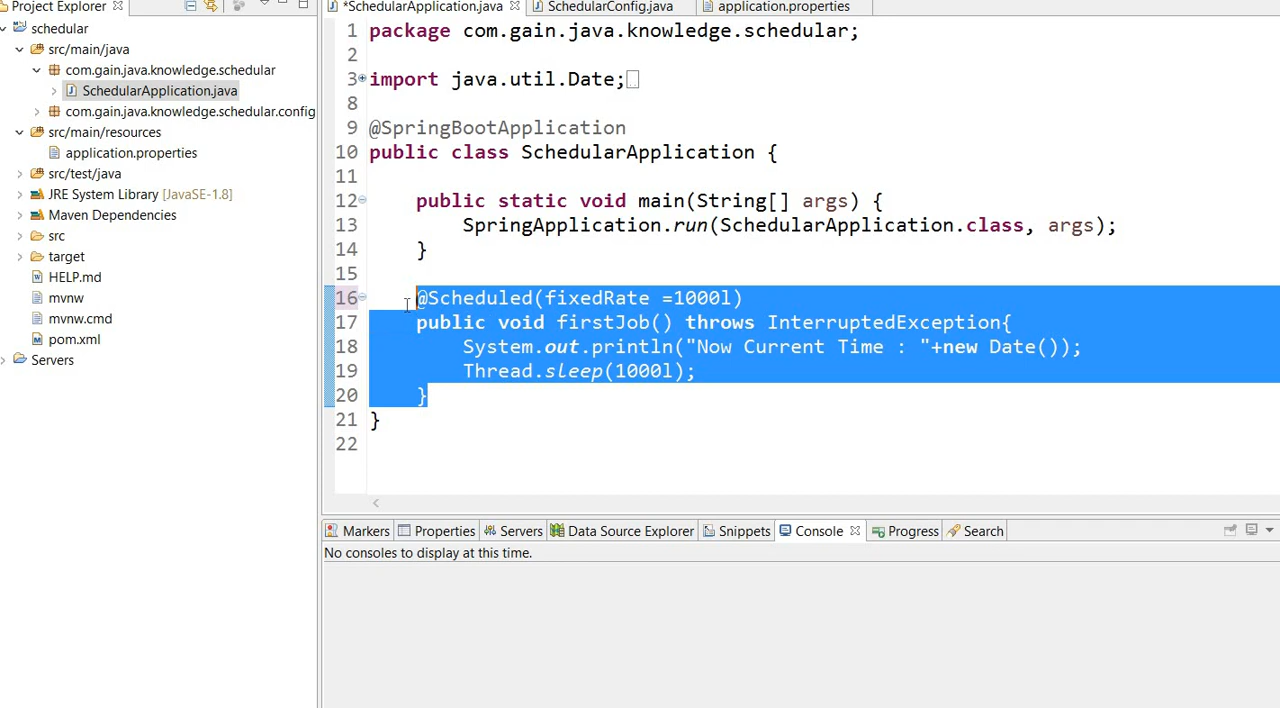 Project Explorer
*SchedularApplication.java
SchedularConfig.java
application.properties
schedular
src/main/java
com.gain.java.knowledge.schedular
SchedularApplication.java
com.gain.java.knowledge.schedular.config
src/main/resources
application.properties
src/test/java
JRE System Library [JavaSE-1.8]
Maven Dependencies
src
target
HELP.md
mvnw
mvnw.cmd
pom.xml
Servers
1 package com.gain.java.knowledge.schedular;
2
3 import java.util.Date;
8
9 @SpringBootApplication
10 public class SchedularApplication {
11
12 public static void main(String[] args) {
13 SpringApplication.run(SchedularApplication.class, args);
14 }
15
16 @Scheduled(fixedRate =1000l)
17 public void firstJob() throws InterruptedException{
18 System.out.println("Now Current Time : "+new Date());
19 Thread.sleep(1000l);
20 }
21 }
22
Markers Properties Servers Data Source Explorer Snippets Console Progress Search
No consoles to display at this time.